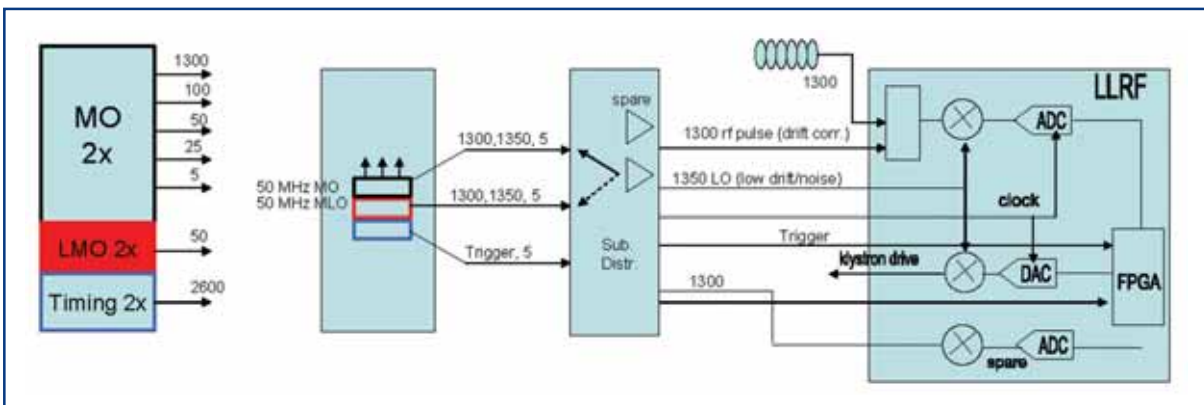 MO
2x
1300
100
50
25
5
LMO 2x
50
Timing 2x
2600
50 MHz MO
50 MHz MLO
1300,1350, 5
1300,1350, 5
Trigger, 5
spare
Sub.
Distr.
1300
1300 rf pulse (drift corr.)
1350 LO (low drift/noise)
clock
Trigger
klystron drive
1300
LLRF
ADC
DAC
FPGA
spare
ADC